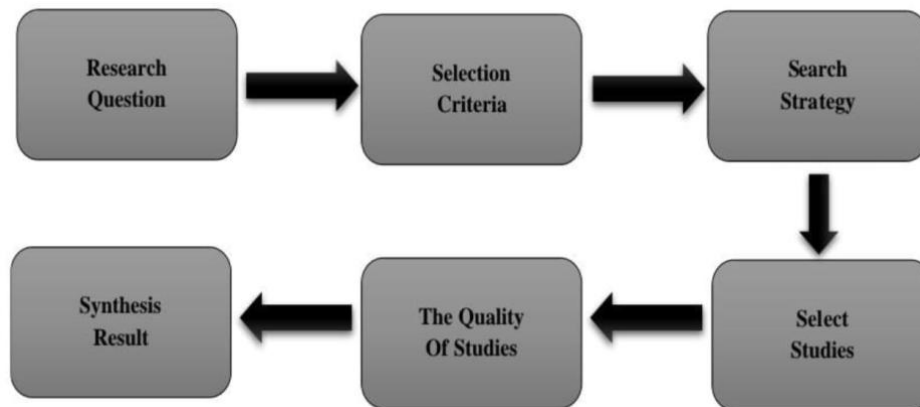 Research
Question
Selection
Criteria
Search
Strategy
Select
Studies
The Quality
Of Studies
Synthesis
Result